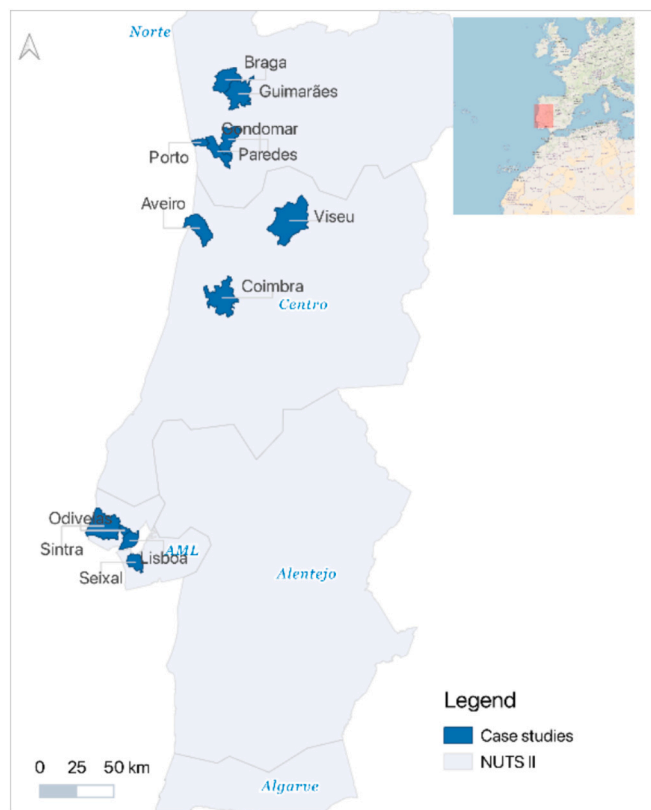 Norte
Braga
Guimarães
Gondomar
Porto
Paredes
Aveiro
Viseu
Coimbra
Centro
Odivelas
Sintra
Lisboa
AML
Seixal
Alentejo
Legend
Case studies
NUTS II
0 25 50 km
Algarve